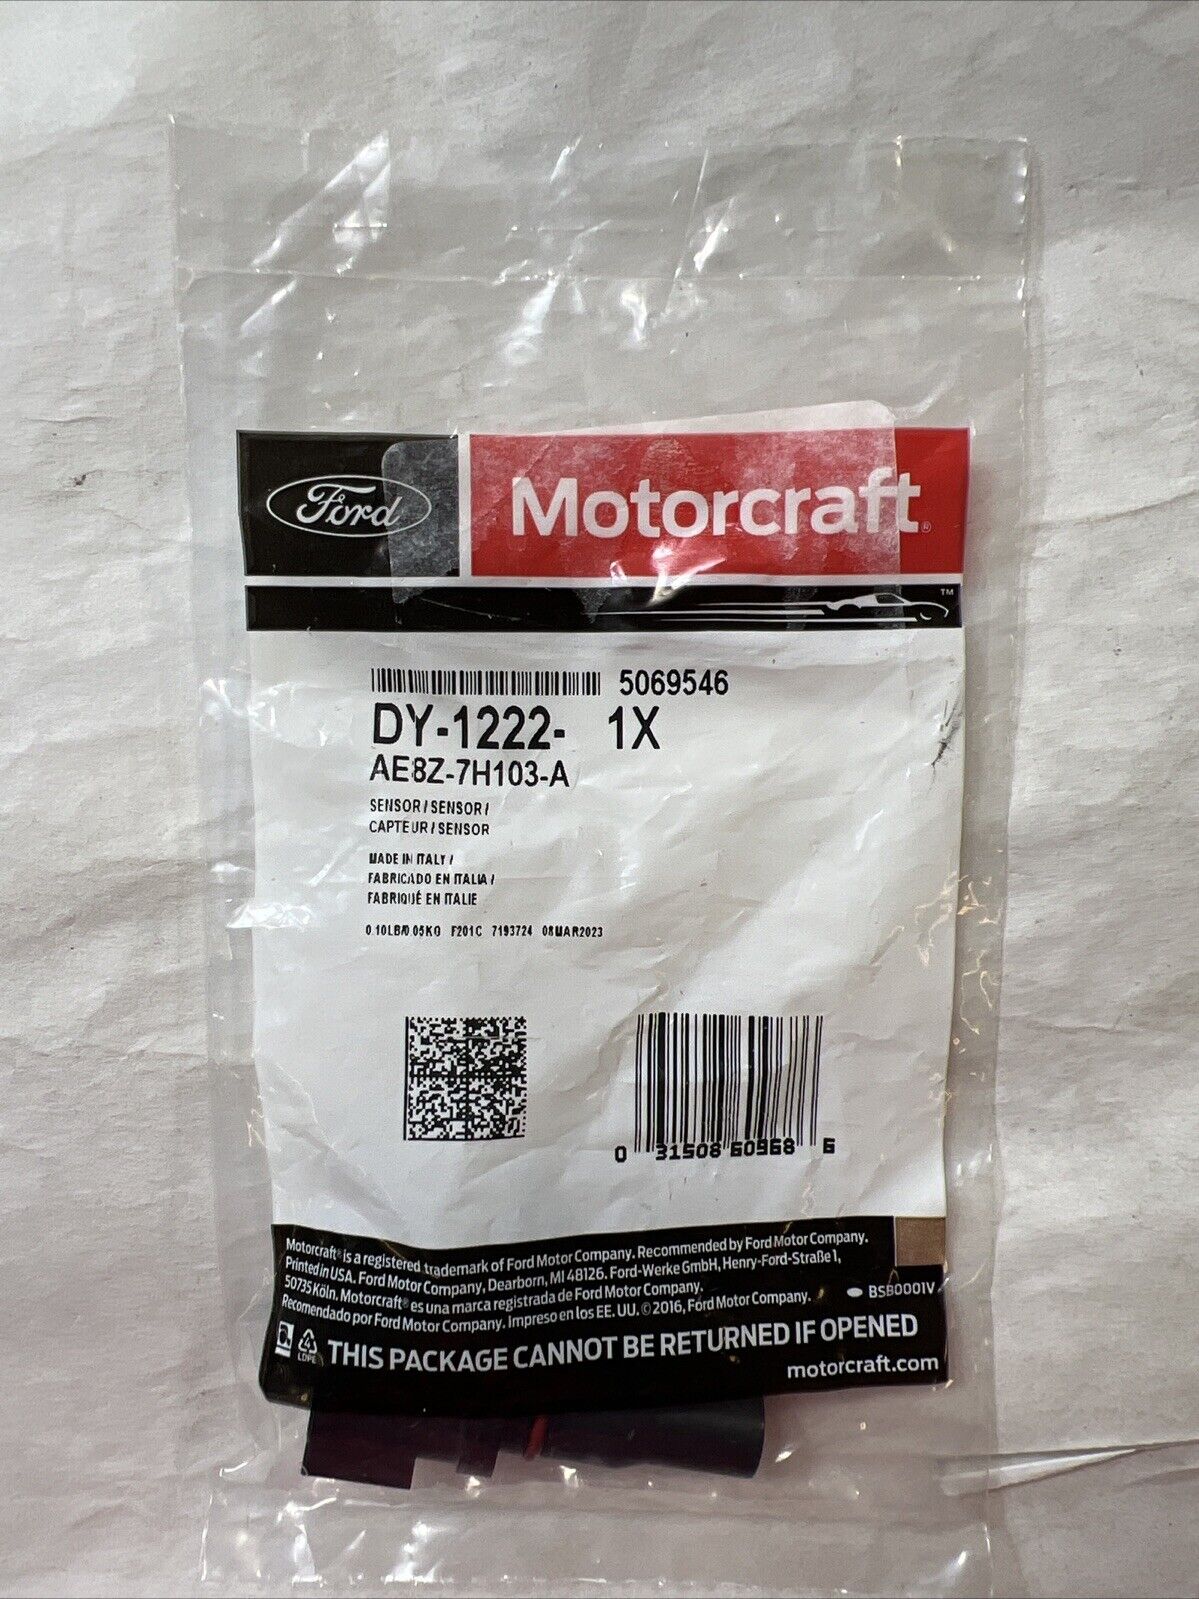 Ford
Motorcraft®
™
5069546
DY-1222- 1X
AE8Z-7H103-A
SENSOR / SENSOR /
CAPTEUR / SENSOR
MADE IN ITALY /
FABRICADO EN ITALIA /
FABRIQUÉ EN ITALIE
0.10LB/0.05KG F201C 7193724 08MAR2023
0 31508 60968 6
Motorcraft® is a registered trademark of Ford Motor Company. Recommended by Ford Motor Company.
Printed in USA. Ford Motor Company, Dearborn, MI 48126. Ford-Werke GmbH, Henry-Ford-Straße 1,
50735 Köln. Motorcraft® es una marca registrada de Ford Motor Company.
Recomendado por Ford Motor Company. Impreso en los EE. UU. © 2016, Ford Motor Company.
BSB0001V
4
LDPE
THIS PACKAGE CANNOT BE RETURNED IF OPENED
motorcraft.com